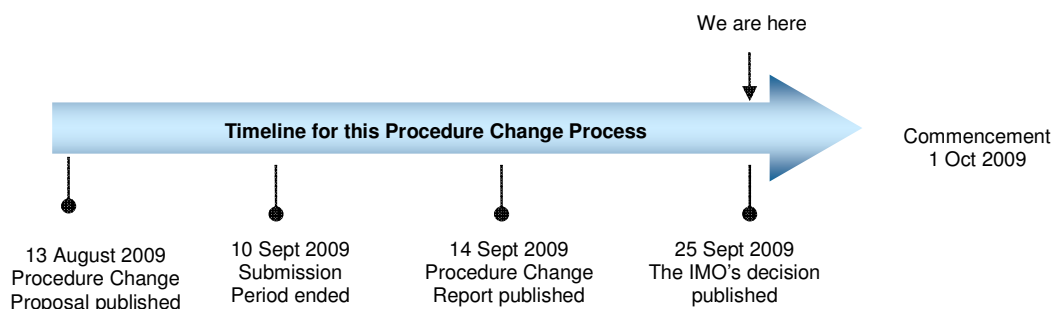 We are here
Timeline for this Procedure Change Process
Commencement
1 Oct 2009
13 August 2009
Procedure Change
Proposal published
10 Sept 2009
Submission
Period ended
14 Sept 2009
Procedure Change
Report published
25 Sept 2009
The IMO's decision
published